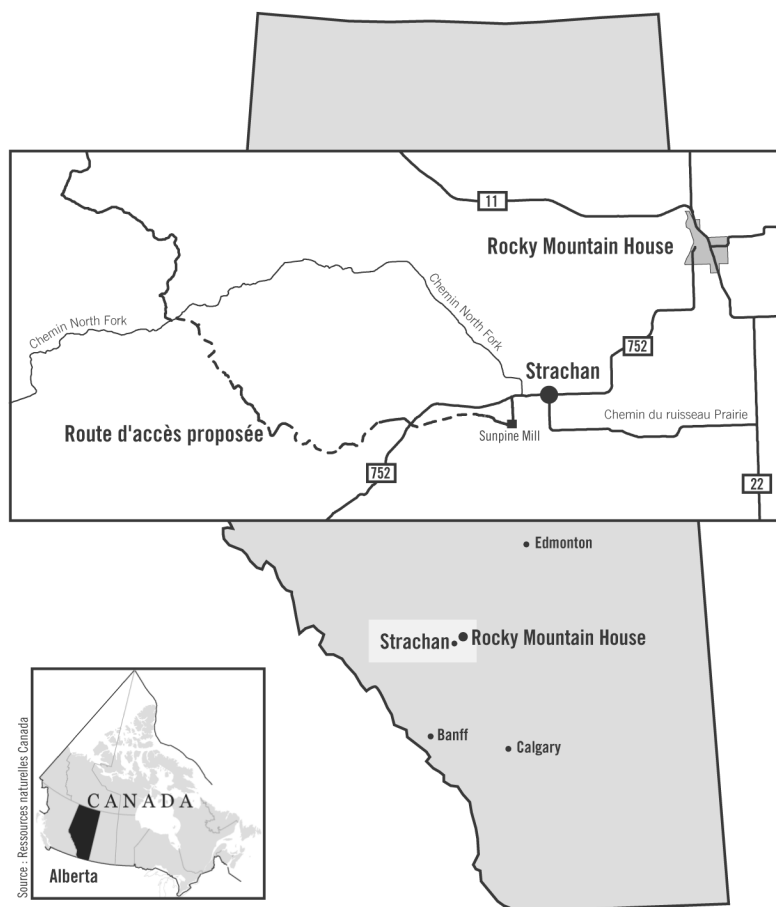 11
Rocky Mountain House
Chemin North Fork
Chemin North Fork
752
Strachan
Chemin du ruisseau Prairie
Route d'accès proposée
Sunpine Mill
752
22
Edmonton
Strachan
Rocky Mountain House
Banff
Calgary
CANADA
Alberta
Source : Ressources naturelles Canada